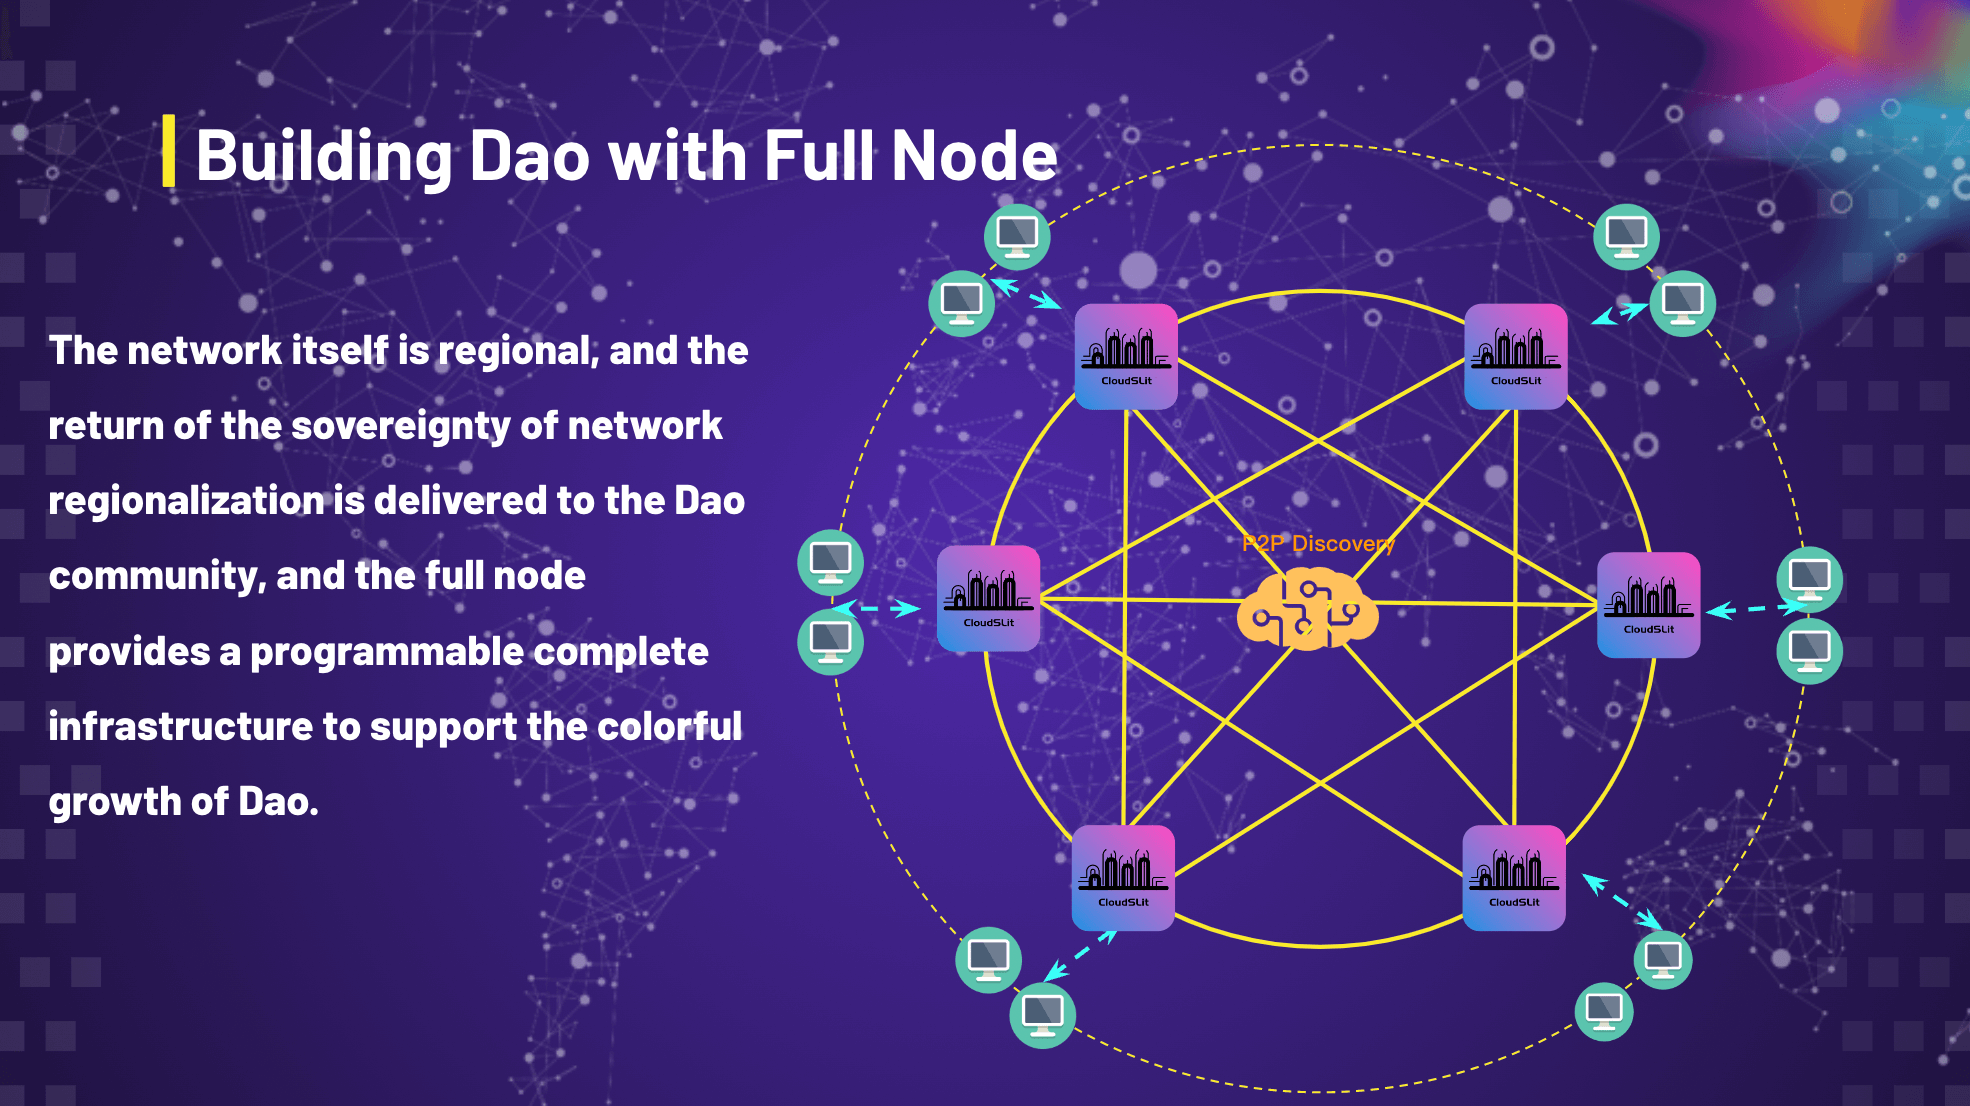 Building Dao with Full Node
The network itself is regional, and the
return of the sovereignty of network
regionalization is delivered to the Dao
community, and the full node
provides a programmable complete
infrastructure to support the colorful
growth of Dao.
CloudSLit
CloudSLit
P2P Discovery
CloudSLit
CloudSLit
CloudSLit
CloudSLit